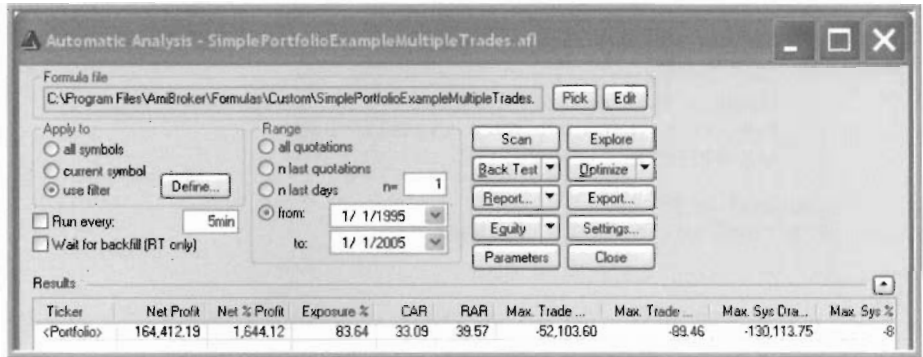 Automatic Analysis - SimplePortfolioExampleMultipleTrades.afl
Formula file
C:\Program Files\AmiBroker\Formulas\Custom\SimplePortfolioExampleMultipleTrades. Pick Edit
Apply to
all symbols
current symbol
use filter Define...
Run every: 5min
Wait for backfill (RT only)
Range
all quotations
n last quotations
n last days n= 1
from: 1/ 1/1995
to: 1/ 1/2005
Scan Explore
Back Test Optimize
Report... Export...
Equity Settings...
Parameters Close
Results
Ticker Net Profit Net % Profit Exposure % CAR RAR Max. Trade ... Max. Trade ... Max. Sys Dra... Max. Sys %
<Portfolio> 164,412.19 1,644.12 83.64 33.09 39.57 -52,103.60 -89.46 -130,113.75 -8